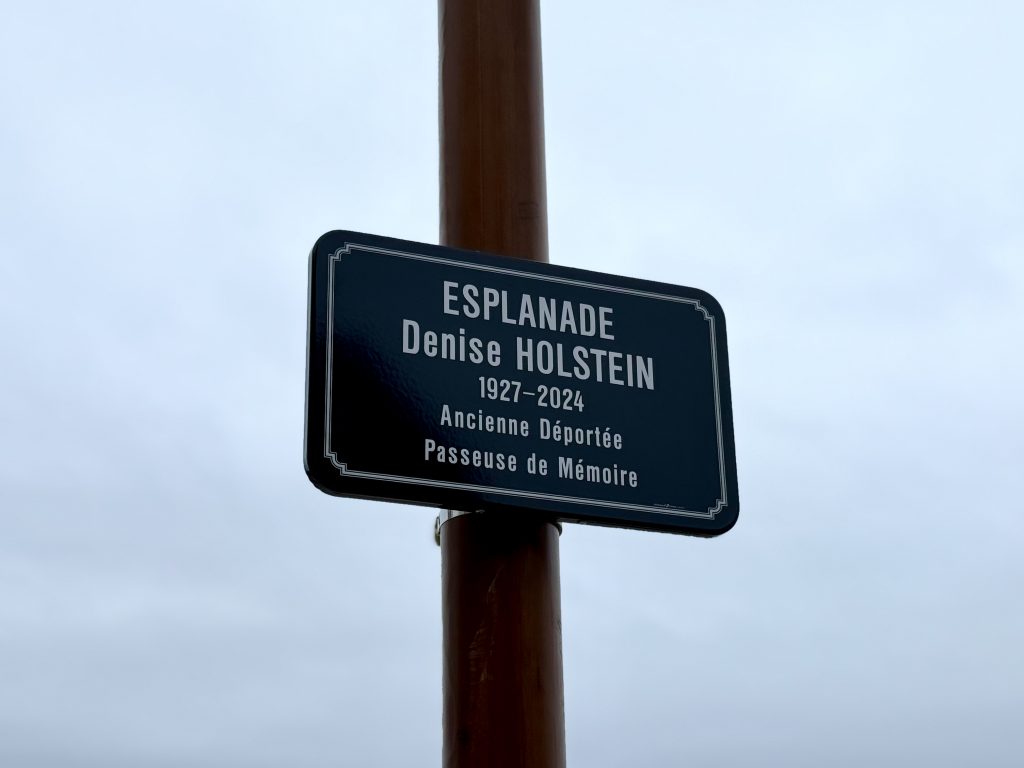 ESPLANADE
Denise HOLSTEIN
1927–2024
Ancienne Déportée
Passeuse de Mémoire